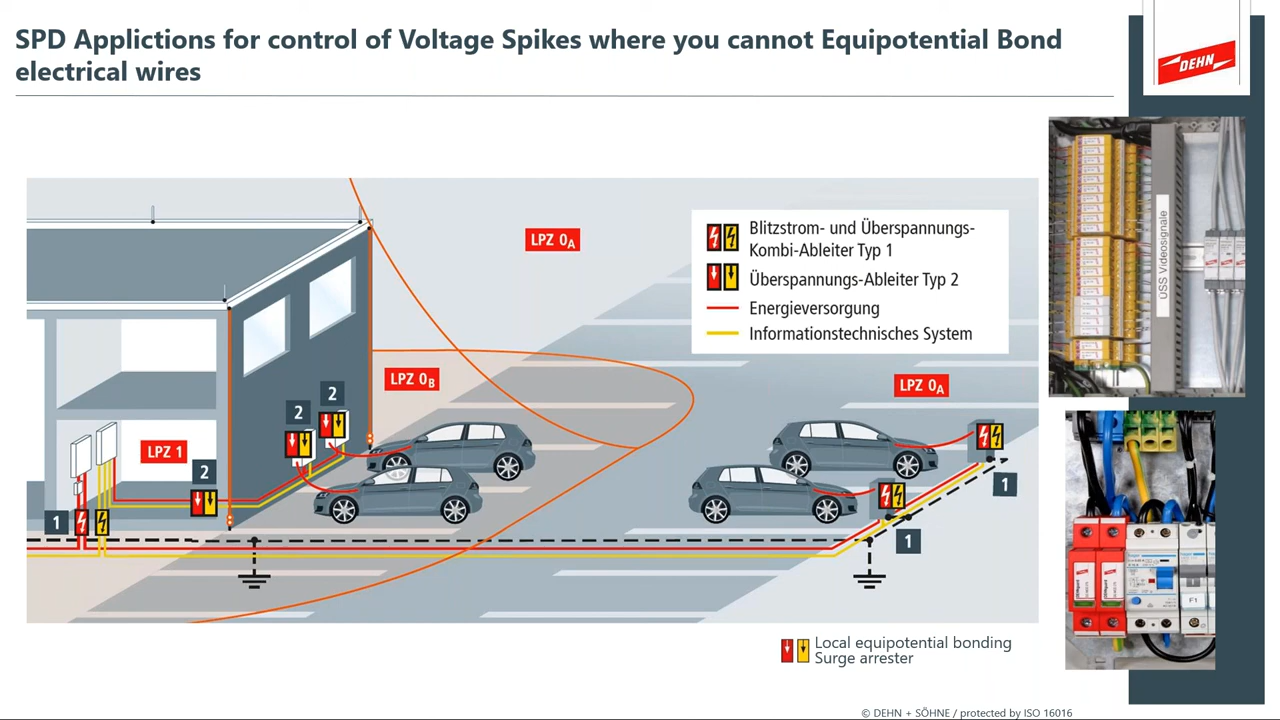 SPD Applictions for control of Voltage Spikes where you cannot Equipotential Bond
electrical wires
DEHN
LPZ 0A
Blitzstrom- und Überspannungs-
Kombi-Ableiter Typ 1
Überspannungs-Ableiter Typ 2
Energieversorgung
Informationstechnisches System
LPZ 0B
LPZ 0A
2
2
LPZ 1
2
1
1
1
Local equipotential bonding
Surge arrester
ÜSS Videosignale
F1
© DEHN + SÖHNE / protected by ISO 16016